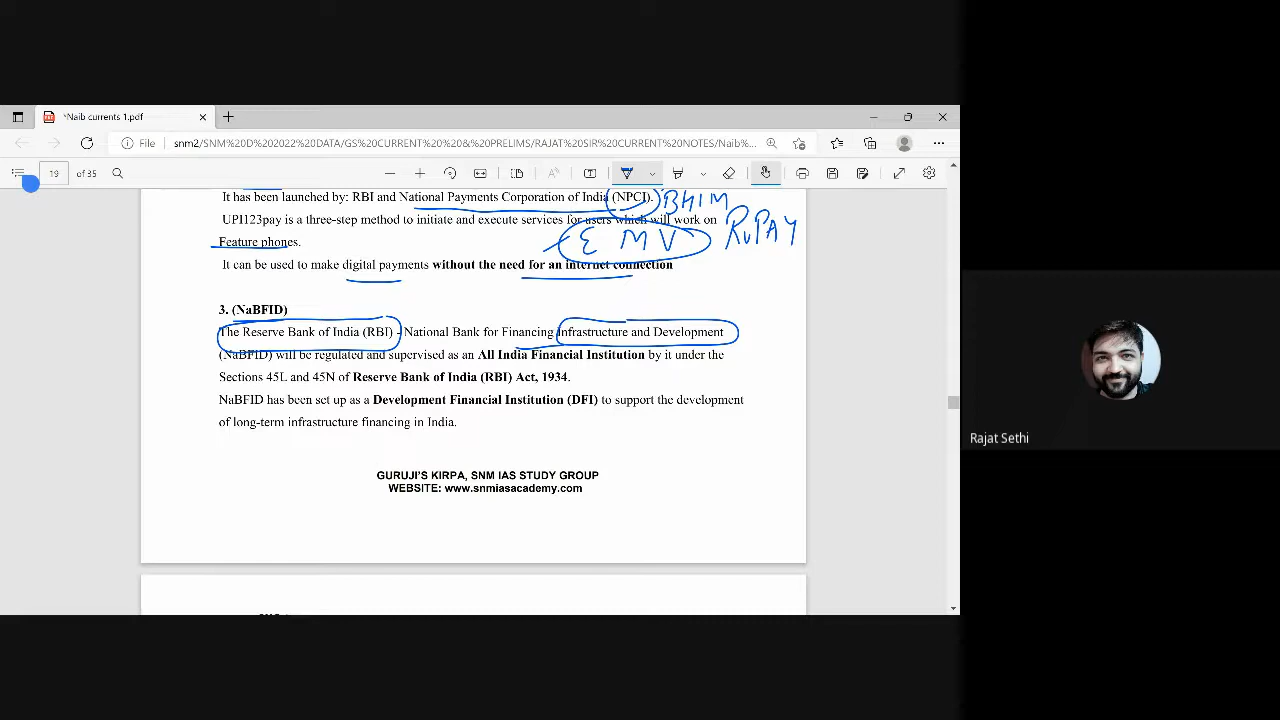 *Naib currents 1.pdf
File
snm2/SNM%20D%202022%20DATA/GS%20CURRENT%20&%20PRELIMS/RAJAT%20SIR%20CURRENT%20NOTES/Naib%...
19 of 35
It has been launched by: RBI and National Payments Corporation of India (NPCI). BHIM
UPI123pay is a three-step method to initiate and execute services for users which will work on
Feature phones. EMV RuPAY
It can be used to make digital payments without the need for an internet connection
3. (NaBFID)
The Reserve Bank of India (RBI) - National Bank for Financing Infrastructure and Development
(NaBFID) will be regulated and supervised as an All India Financial Institution by it under the
Sections 45L and 45N of Reserve Bank of India (RBI) Act, 1934.
NaBFID has been set up as a Development Financial Institution (DFI) to support the development
of long-term infrastructure financing in India.
GURUJI'S KIRPA, SNM IAS STUDY GROUP
WEBSITE: www.snmiasacademy.com
Rajat Sethi